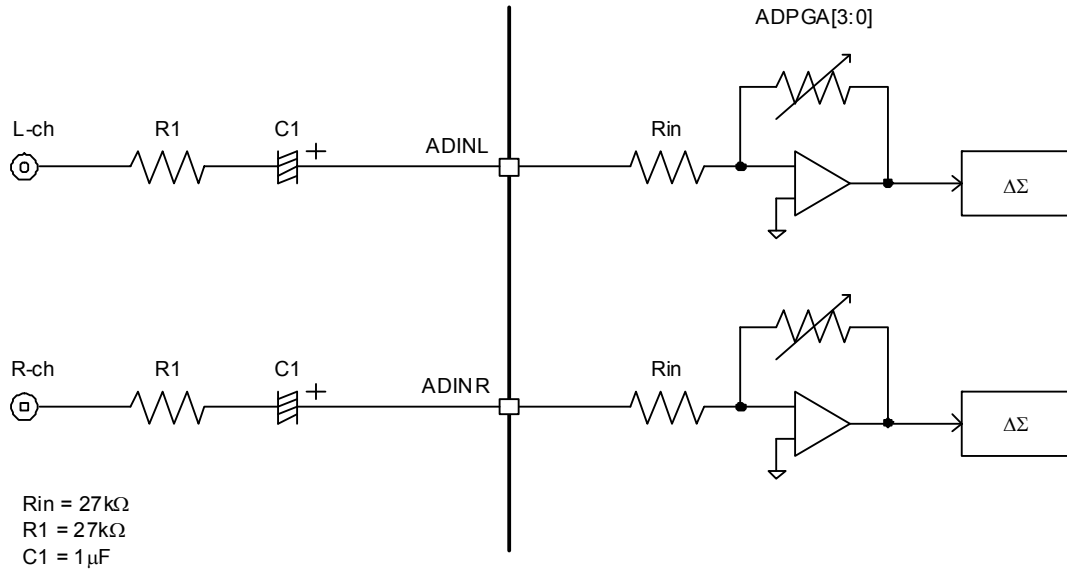 ADPGA[3:0]
L-ch
R1
C1
+
ADINL
Rin
ΔΣ
R-ch
R1
C1
+
ADINR
Rin
ΔΣ
Rin = 27kΩ
R1 = 27kΩ
C1 = 1μF